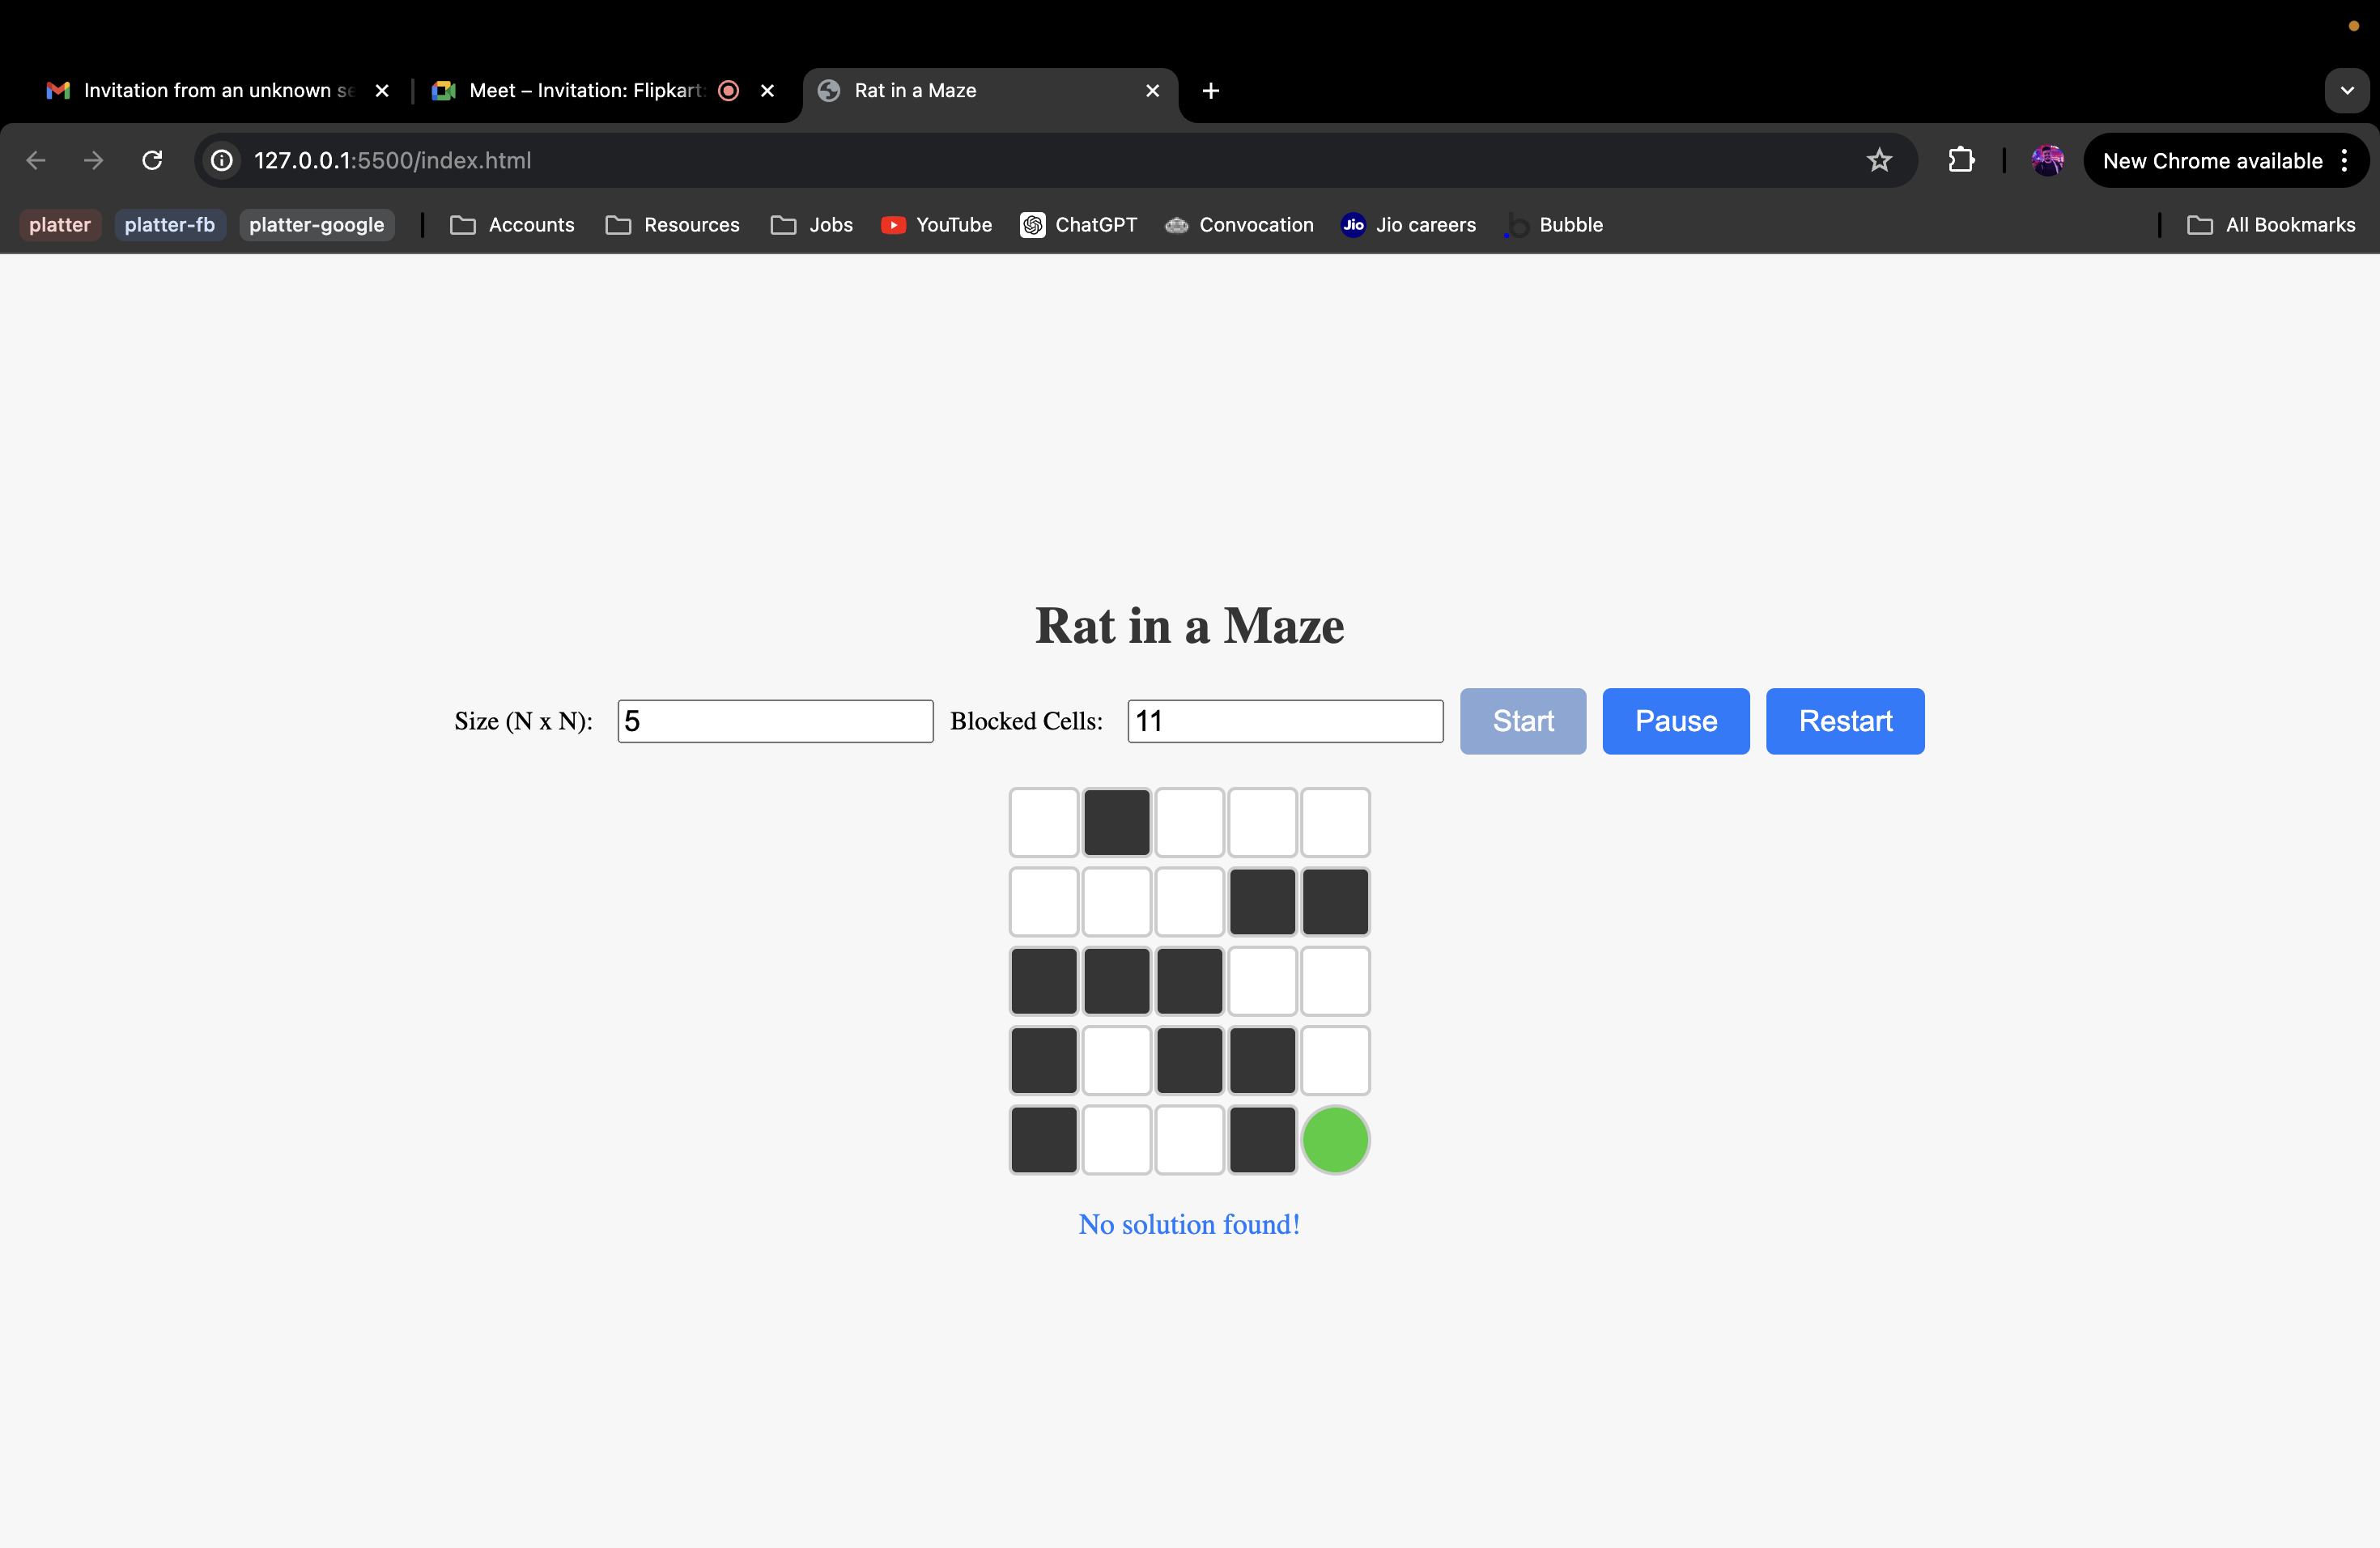 Invitation from an unknown se
Meet – Invitation: Flipkart:
Rat in a Maze
127.0.0.1:5500/index.html
New Chrome available
platter
platter-fb
platter-google
Accounts
Resources
Jobs
YouTube
ChatGPT
Convocation
Jio
Jio careers
b
Bubble
All Bookmarks
Rat in a Maze
Size (N x N): 5 Blocked Cells: 11 Start Pause Restart
No solution found!